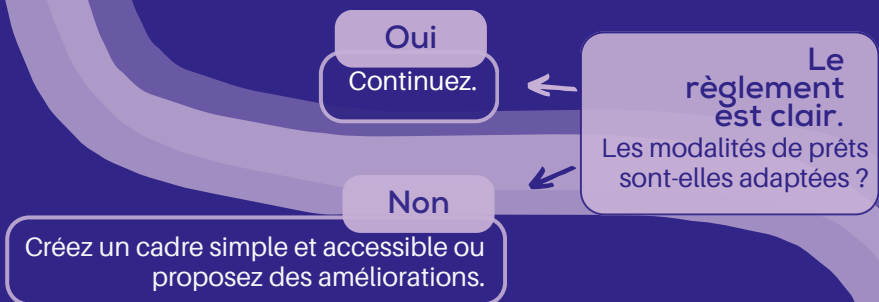 Le
règlement
est clair.
Les modalités de prêts
sont-elles adaptées ?
Oui
Continuez.
Non
Créez un cadre simple et accessible ou
proposez des améliorations.